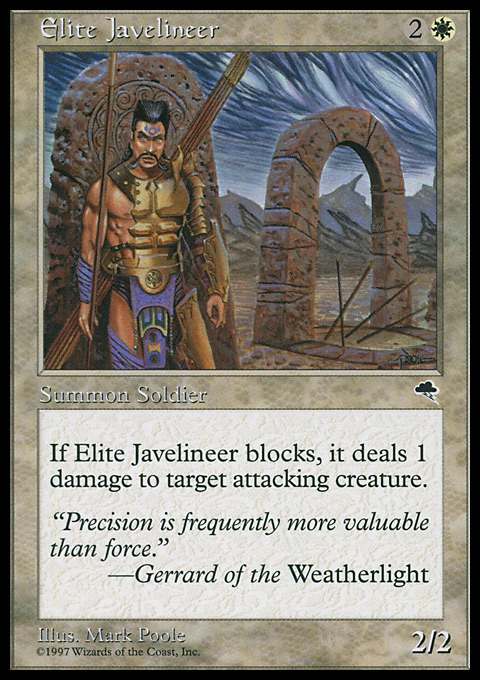 Elite Javelineer 2
Summon Soldier
If Elite Javelineer blocks, it deals 1
damage to target attacking creature.
“Precision is frequently more valuable
than force.”
—Gerrard of the Weatherlight
Illus. Mark Poole
©1997 Wizards of the Coast, Inc.
2/2